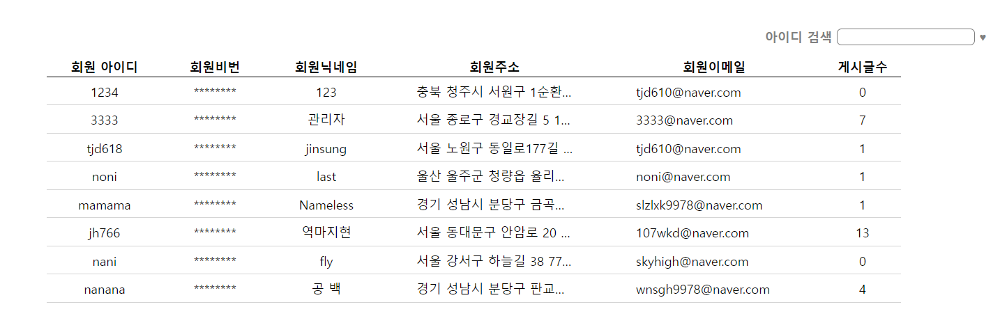 아이디 검색 ♥
회원 아이디 회원비번 회원닉네임 회원주소 회원이메일 게시글수
1234 ******** 123 충북 청주시 서원구 1순환... tjd610@naver.com 0
3333 ******** 관리자 서울 종로구 경교장길 5 1... 3333@naver.com 7
tjd618 ******** jinsung 서울 노원구 동일로177길 ... tjd610@naver.com 1
noni ******** last 울산 울주군 청량읍 율리... noni@naver.com 1
mamama ******** Nameless 경기 성남시 분당구 금곡... slzlxk9978@naver.com 1
jh766 ******** 역마지현 서울 동대문구 안암로 20 ... 107wkd@naver.com 13
nani ******** fly 서울 강서구 하늘길 38 77... skyhigh@naver.com 0
nanana ******** 공 백 경기 성남시 분당구 판교... wnsgh9978@naver.com 4